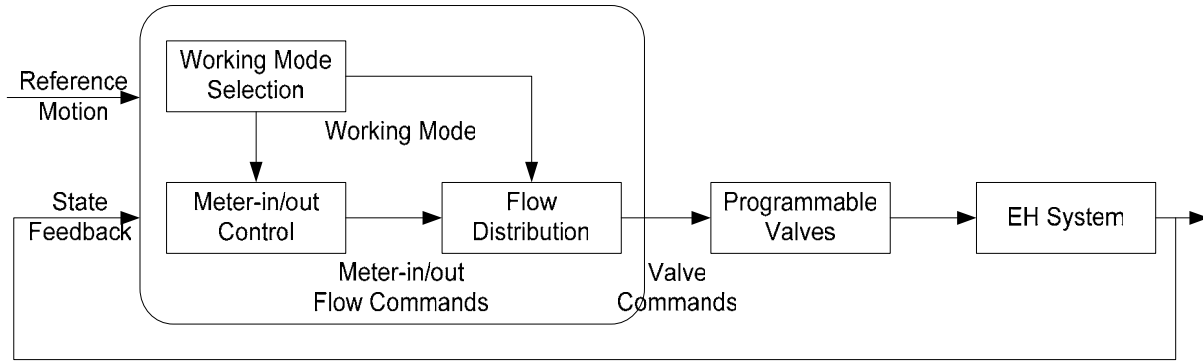 Working Mode
Selection
Reference
Motion
Working Mode
State
Feedback
Meter-in/out
Control
Flow
Distribution
Programmable
Valves
EH System
Meter-in/out
Flow Commands
Valve
Commands